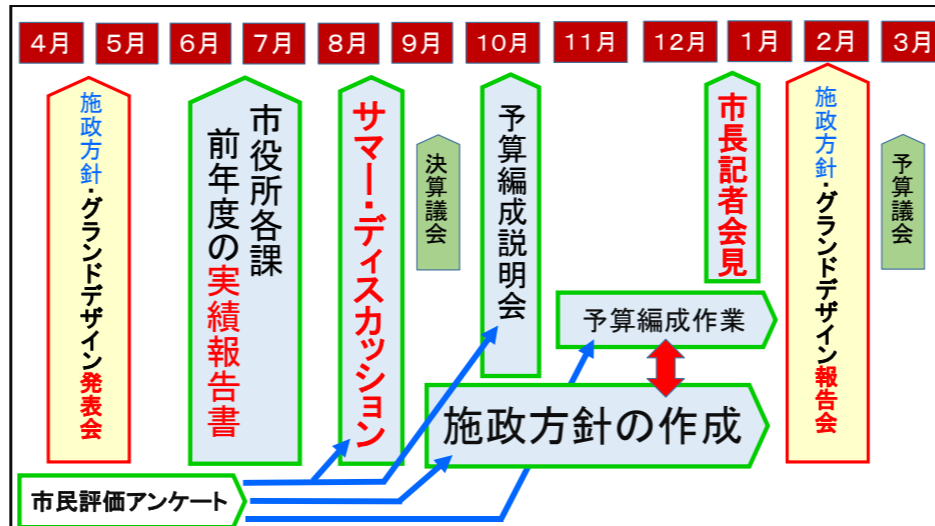 4月 5月 6月 7月 8月 9月 10月 11月 12月 1月 2月 3月
施政方針・グランドデザイン発表会
市役所各課
前年度の実績報告書
サマー・ディスカッション
決算議会
予算編成説明会
市長記者会見
施政方針・グランドデザイン報告会
予算議会
予算編成作業
施政方針の作成
市民評価アンケート